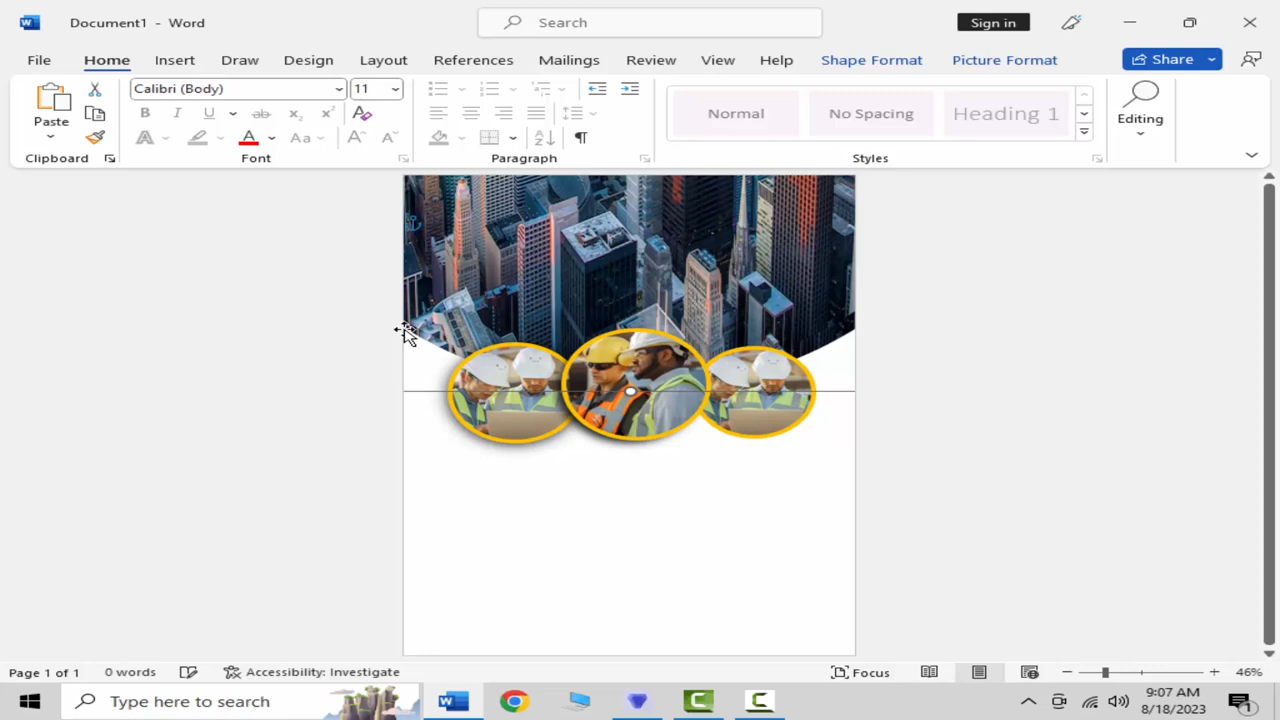 Document1 - Word
Search
Sign in
File Home Insert Draw Design Layout References Mailings Review View Help Shape Format Picture Format Share
Calibri (Body) 11
Paste
Normal No Spacing Heading 1
Editing
Clipboard Font Paragraph Styles
Page 1 of 1 0 words Accessibility: Investigate Focus 46%
Type here to search
9:07 AM
8/18/2023
1